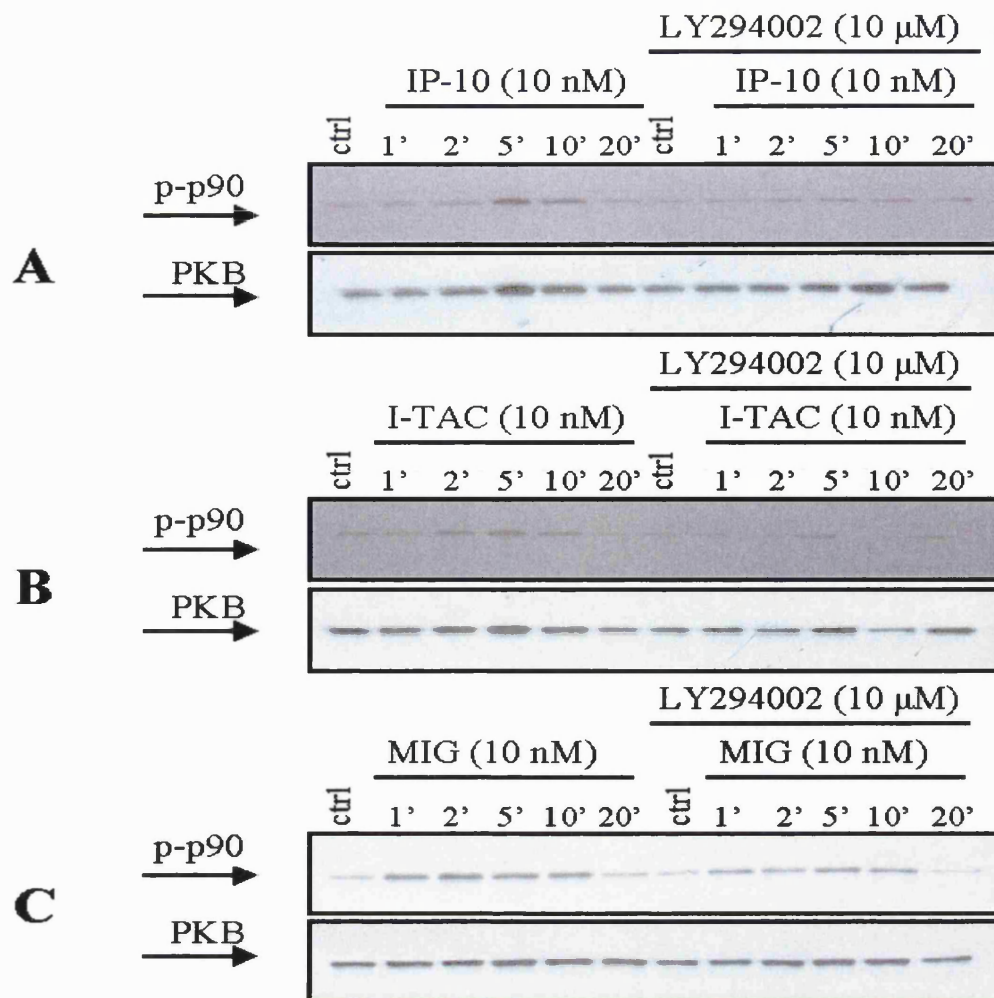 LY294002 (10 µM)
IP-10 (10 nM) IP-10 (10 nM)
ctrl 1’ 2’ 5’ 10’ 20’ ctrl 1’ 2’ 5’ 10’ 20’
p-p90
A
PKB
LY294002 (10 µM)
I-TAC (10 nM) I-TAC (10 nM)
ctrl 1’ 2’ 5’ 10’ 20’ ctrl 1’ 2’ 5’ 10’ 20’
p-p90
B
PKB
LY294002 (10 µM)
MIG (10 nM) MIG (10 nM)
ctrl 1’ 2’ 5’ 10’ 20’ ctrl 1’ 2’ 5’ 10’ 20’
p-p90
C
PKB